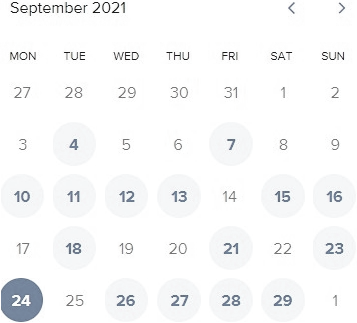 September 2021
MON TUE WED THU FRI SAT SUN
27 28 29 30 31 1 2
3 4 5 6 7 8 9
10 11 12 13 14 15 16
17 18 19 20 21 22 23
24 25 26 27 28 29 1